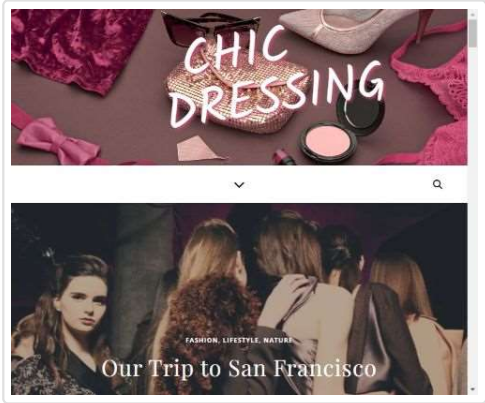 CHIC
DRESSING
FASHION, LIFESTYLE, NATURE
Our Trip to San Francisco